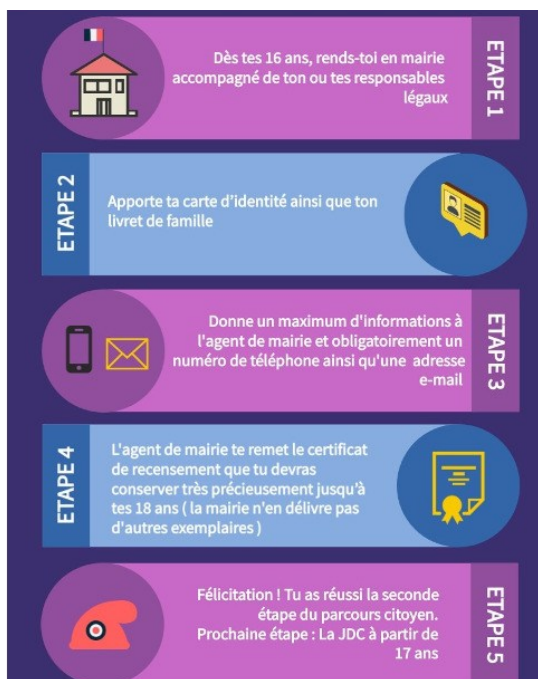 ETAPE 1
Dès tes 16 ans, rends-toi en mairie
accompagné de ton ou tes responsables
légaux
ETAPE 2
Apporte ta carte d'identité ainsi que ton
livret de famille
ETAPE 3
Donne un maximum d'informations à
l'agent de mairie et obligatoirement un
numéro de téléphone ainsi qu'une adresse
e-mail
ETAPE 4
L'agent de mairie te remet le certificat
de recensement que tu devras
conserver très précieusement jusqu'à
tes 18 ans ( la mairie n'en délivre pas
d'autres exemplaires )
ETAPE 5
Félicitation ! Tu as réussi la seconde
étape du parcours citoyen.
Prochaine étape : La JDC à partir de
17 ans